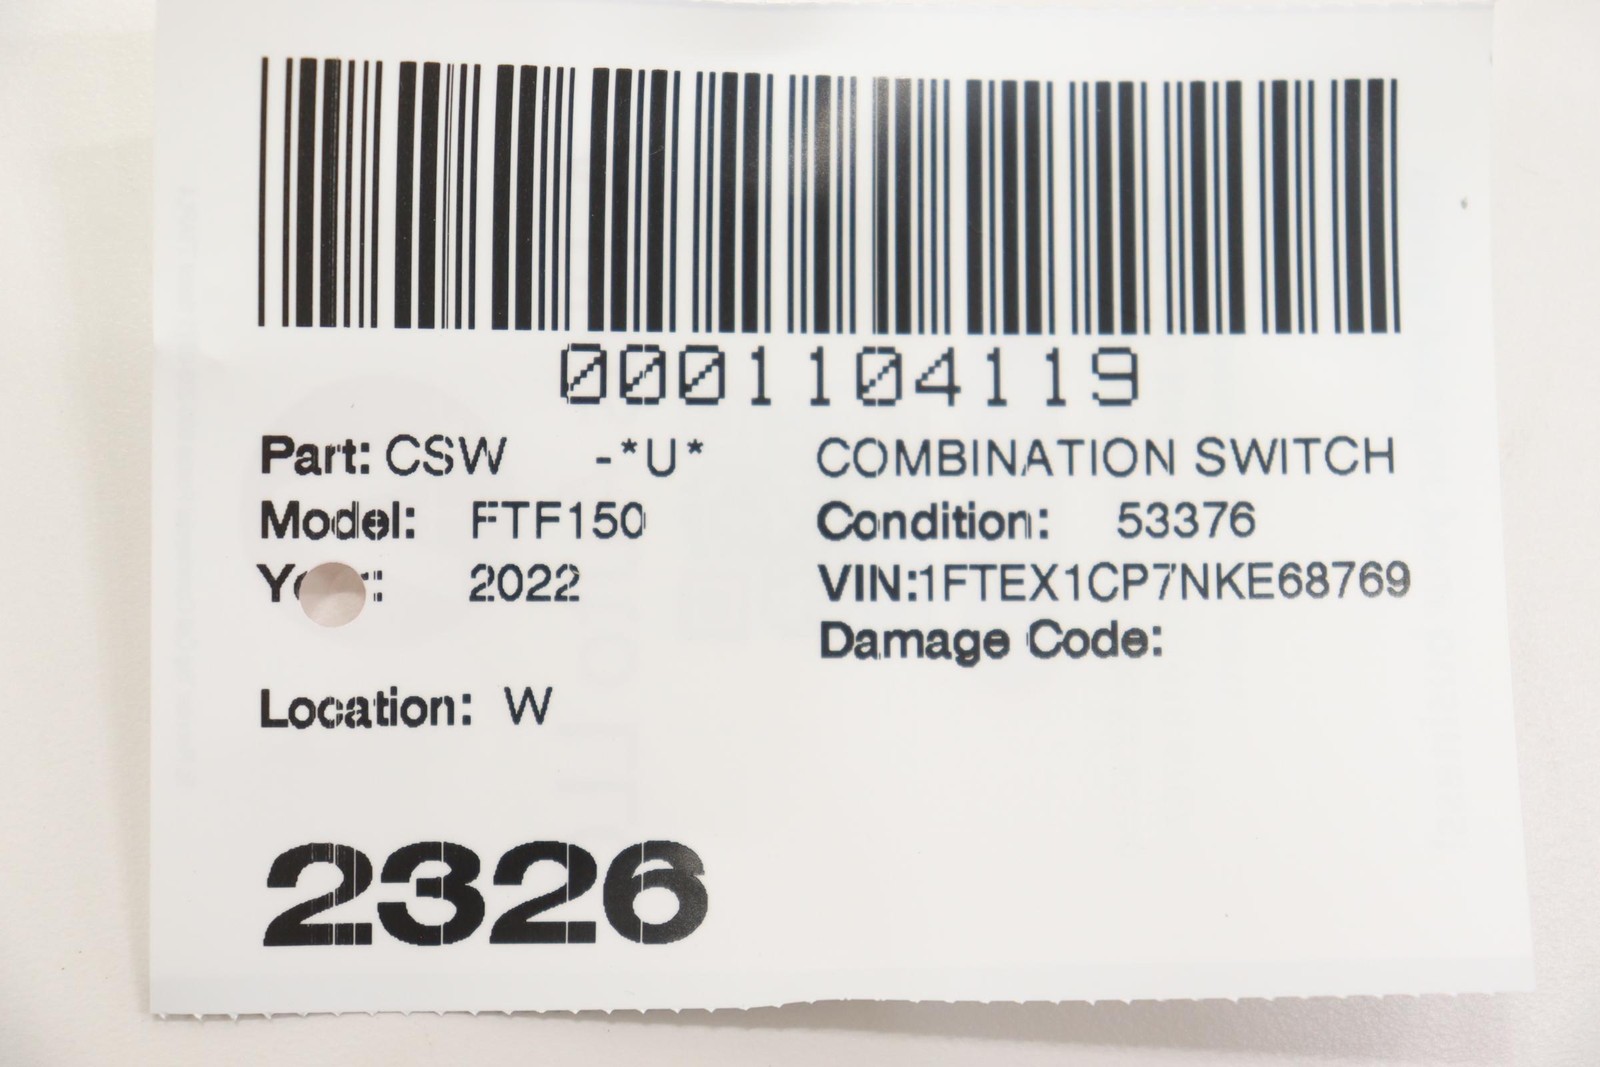 0001104119
Part: CSW -*U* COMBINATION SWITCH
Model: FTF150 Condition: 53376
2022 VIN:1FTEX1CP7NKE68769
Damage Code:
Location: W
2326